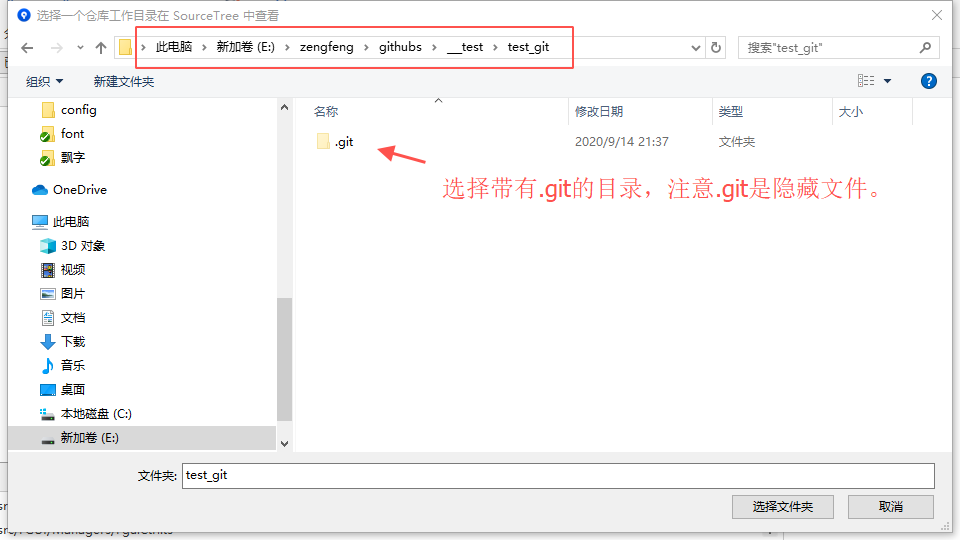 选择一个仓库工作目录在 SourceTree 中查看
此电脑 › 新加卷 (E:) › zengfeng › githubs › __test › test_git
搜索"test_git"
组织 新建文件夹
名称 修改日期 类型 大小
.git 2020/9/14 21:37 文件夹
选择带有.git的目录，注意.git是隐藏文件。
config
font
飘字
OneDrive
此电脑
3D 对象
视频
图片
文档
下载
音乐
桌面
本地磁盘 (C:)
新加卷 (E:)
文件夹: test_git
选择文件夹 取消